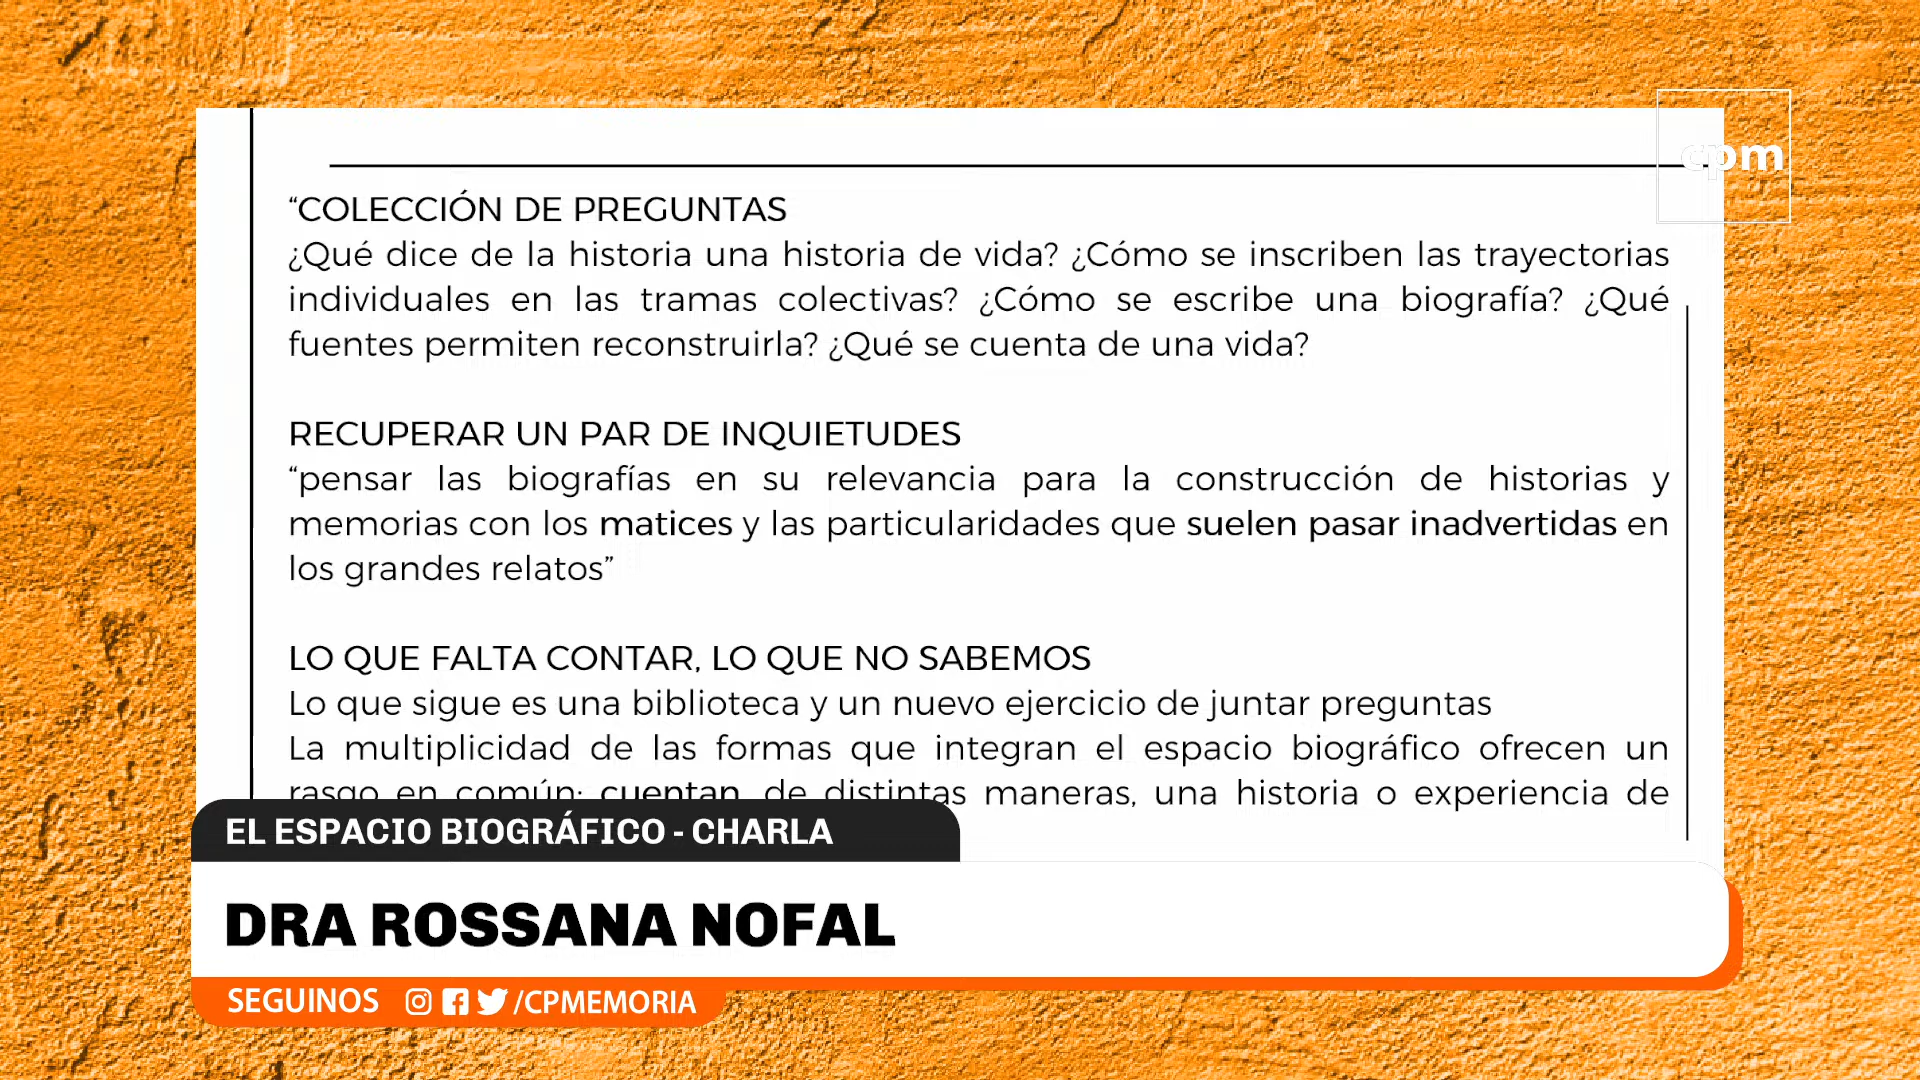 cpm
“COLECCIÓN DE PREGUNTAS
¿Qué dice de la historia una historia de vida? ¿Cómo se inscriben las trayectorias
individuales en las tramas colectivas? ¿Cómo se escribe una biografía? ¿Qué
fuentes permiten reconstruirla? ¿Qué se cuenta de una vida?
RECUPERAR UN PAR DE INQUIETUDES
“pensar las biografías en su relevancia para la construcción de historias y
memorias con los matices y las particularidades que suelen pasar inadvertidas en
los grandes relatos”
LO QUE FALTA CONTAR, LO QUE NO SABEMOS
Lo que sigue es una biblioteca y un nuevo ejercicio de juntar preguntas
La multiplicidad de las formas que integran el espacio biográfico ofrecen un
rasgo en común: cuentan, de distintas maneras, una historia o experiencia de
EL ESPACIO BIOGRÁFICO - CHARLA
DRA ROSSANA NOFAL
SEGUINOS /CPMEMORIA